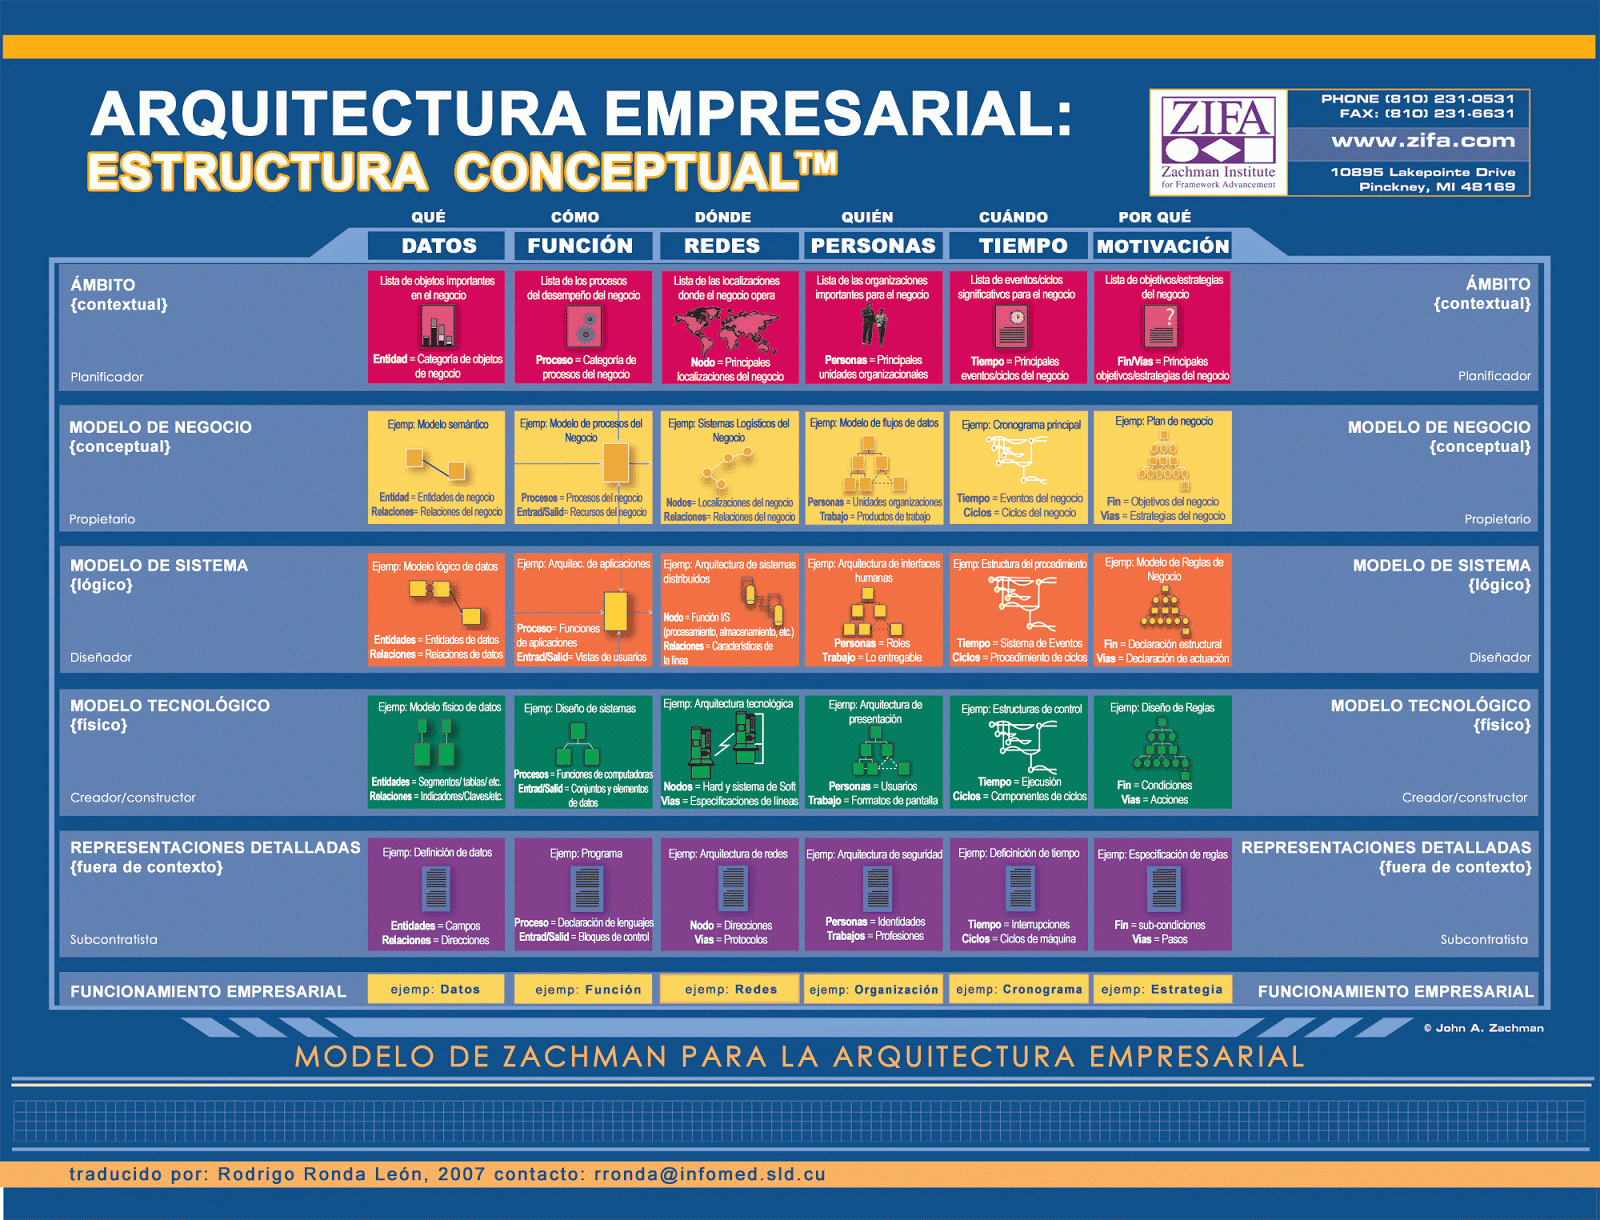 ARQUITECTURA EMPRESARIAL:
ESTRUCTURA CONCEPTUAL™
ZIFA
Zachman Institute
for Framework Advancement
PHONE (810) 231-0531
FAX: (810) 231-6631
www.zifa.com
10895 Lakepointe Drive
Pinckney, MI 48169
QUÉ CÓMO DÓNDE QUIÉN CUÁNDO POR QUÉ
DATOS FUNCIÓN REDES PERSONAS TIEMPO MOTIVACIÓN
ÁMBITO
{contextual}
Planificador
Lista de objetos importantes
en el negocio
Entidad = Categoría de objetos
de negocio
Lista de los procesos
del desempeño del negocio
Proceso = Categoría de
procesos del negocio
Lista de las localizaciones
donde el negocio opera
Nodo = Principales
localizaciones del negocio
Lista de las organizaciones
importantes para el negocio
Personas = Principales
unidades organizacionales
Lista de eventos/ciclos
significativos para el negocio
Tiempo = Principales
eventos/ciclos del negocio
Lista de objetivos/estrategias
del negocio
?
Fin/Vias = Principales
objetivos/estrategias del negocio
ÁMBITO
{contextual}
Planificador
MODELO DE NEGOCIO
{conceptual}
Propietario
Ejemp: Modelo semántico
Entidad = Entidades de negocio
Relaciones= Relaciones del negocio
Ejemp: Modelo de procesos del
Negocio
Procesos = Procesos del negocio
Entrad/Salid= Recursos del negocio
Ejemp: Sistemas Logísticos del
Negocio
Nodos= Localizaciones del negocio
Relaciones= Relaciones del negocio
Ejemp: Modelo de flujos de datos
Personas = Unidades organizaciones
Trabajo = Productos de trabajo
Ejemp: Cronograma principal
Tiempo = Eventos del negocio
Ciclos = Ciclos del negocio
Ejemp: Plan de negocio
Fin = Objetivos del negocio
Vias = Estrategias del negocio
MODELO DE NEGOCIO
{conceptual}
Propietario
MODELO DE SISTEMA
{lógico}
Diseñador
Ejemp: Modelo lógico de datos
Entidades = Entidades de datos
Relaciones = Relaciones de datos
Ejemp: Arquitec. de aplicaciones
Proceso= Funciones
de aplicaciones
Entrad/Salid= Vistas de usuarios
Ejemp: Arquitectura de sistemas
distribuidos
Nodo = Función I/S
(procesamiento, almacenamiento, etc.)
Relaciones = Características de
la línea
Ejemp: Arquitectura de interfaces
humanas
Personas = Roles
Trabajo = Lo entregable
Ejemp: Estructura del procedimiento
Tiempo = Sistema de Eventos
Ciclos = Procedimiento de ciclos
Ejemp: Modelo de Reglas de
Negocio
Fin = Declaración estructural
Vias = Declaración de actuación
MODELO DE SISTEMA
{lógico}
Diseñador
MODELO TECNOLÓGICO
{físico}
Creador/constructor
Ejemp: Modelo físico de datos
Entidades = Segmentos/ tablas/ etc.
Relaciones = Indicadores/Claves/etc.
Ejemp: Diseño de sistemas
Procesos = Funciones de computadoras
Entrad/Salid = Conjuntos y elementos
de datos
Ejemp: Arquitectura tecnológica
Nodos = Hard y sistema de Soft
Vias = Especificaciones de líneas
Ejemp: Arquitectura de
presentación
Personas = Usuarios
Trabajo = Formatos de pantalla
Ejemp: Estructuras de control
Tiempo = Ejecusión
Ciclos = Componentes de ciclos
Ejemp: Diseño de Reglas
Fin = Condiciones
Vias = Acciones
MODELO TECNOLÓGICO
{físico}
Creador/constructor
REPRESENTACIONES DETALLADAS
{fuera de contexto}
Subcontratista
Ejemp: Definición de datos
Entidades = Campos
Relaciones = Direcciones
Ejemp: Programa
Proceso = Declaración de lenguajes
Entrad/Salid = Bloques de control
Ejemp: Arquitectura de redes
Nodo = Direcciones
Vias = Protocolos
Ejemp: Arquitectura de seguridad
Personas = Identidades
Trabajos = Profesiones
Ejemp: Deficinición de tiempo
Tiempo = Interrupciones
Ciclos = Ciclos de máquina
Ejemp: Especificación de reglas
Fin = sub-condiciones
Vias = Pasos
REPRESENTACIONES DETALLADAS
{fuera de contexto}
Subcontratista
FUNCIONAMIENTO EMPRESARIAL
ejemp: Datos
ejemp: Función
ejemp: Redes
ejemp: Organización
ejemp: Cronograma
ejemp: Estrategia
FUNCIONAMIENTO EMPRESARIAL
© John A. Zachman
MODELO DE ZACHMAN PARA LA ARQUITECTURA EMPRESARIAL
traducido por: Rodrigo Ronda León, 2007 contacto: rronda@infomed.sld.cu